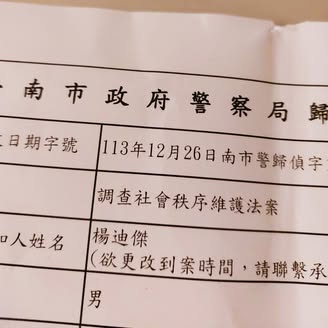 南市政府警察局歸
日期字號 113年12月26日南市警歸偵字
調查社會秩序維護法案
人姓名 楊迪傑
(欲更改到案時間,請聯繫承
男